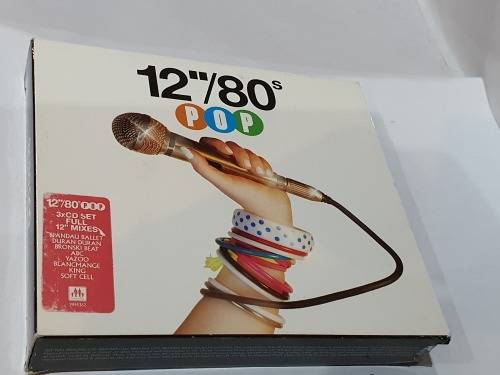 12"/80s
POP
12"/80s POP
3xCD SET
FULL
12" MIXES
SPANDAU BALLET
DURAN DURAN
BRONSKI BEAT
ABC
YAZOO
BLANCMANGE
KING
SOFT CELL